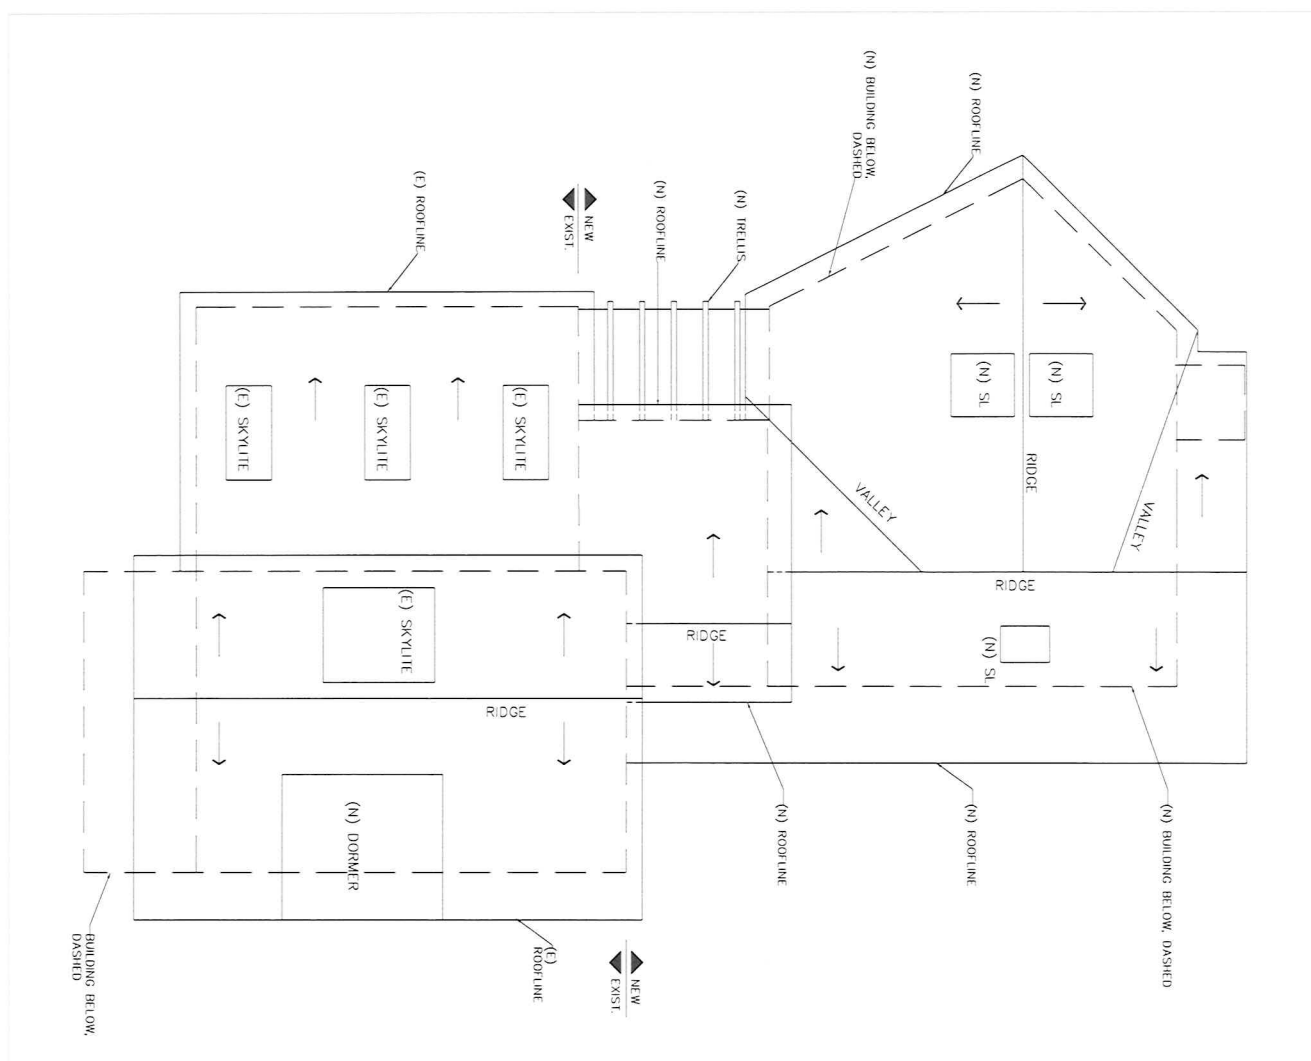 (N) BUILDING BELOW,
DASHED
(N) ROOFLINE
(E) ROOFLINE
NEW
EXIST.
(N) ROOFLINE
(N) TRELLIS
(E) SKYLITE
(E) SKYLITE
(E) SKYLITE
(N) SL
(N) SL
RIDGE
VALLEY
VALLEY
RIDGE
(E) SKYLITE
RIDGE
(N) SL
RIDGE
(N) DORMER
(N) ROOFLINE
(N) ROOFLINE
(N) BUILDING BELOW, DASHED
BUILDING BELOW,
DASHED
(E)
ROOFLINE
NEW
EXIST.